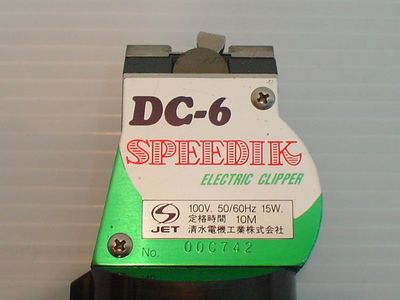 DC-6
SPEEDIK
ELECTRIC CLIPPER
100V. 50/60Hz 15W.
定格時間 10M
JET 清水電機工業株式会社
No. 00C742